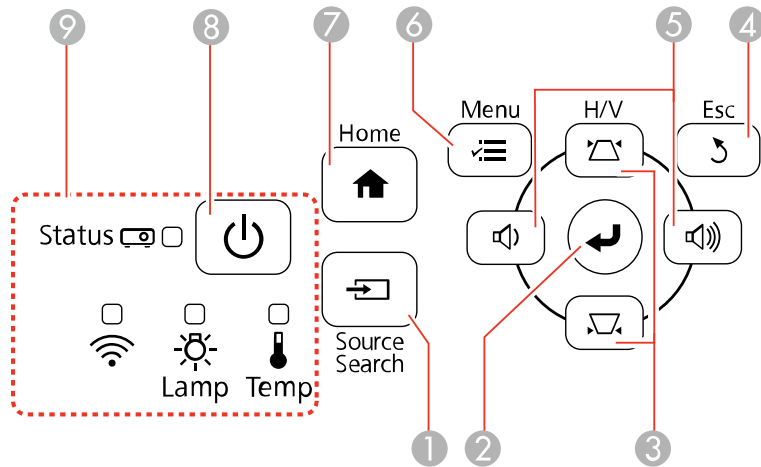 9
8
7
6
5
4
Menu
H/V
Esc
Home
Status
Source
Search
Lamp
Temp
1
2
3